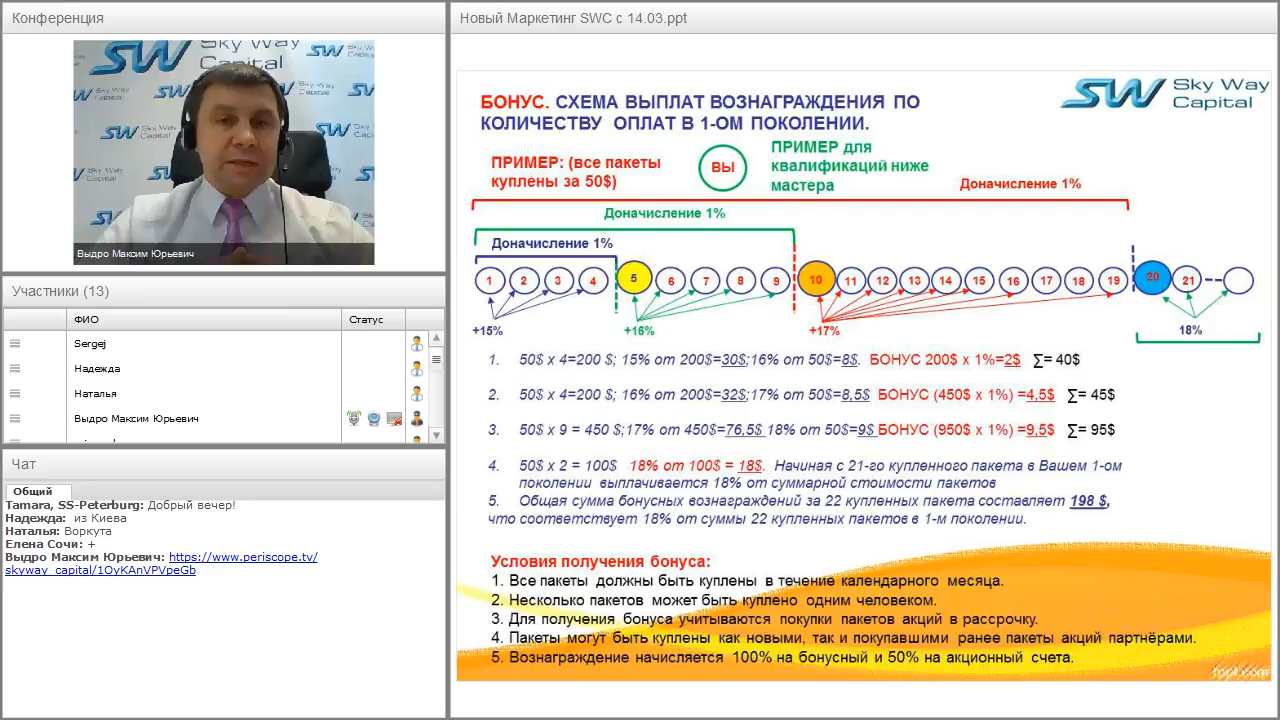 Конференция
Новый Маркетинг SWC с 14.03.ppt
SW Sky Way Capital
Sky Way
Capital
Выдро Максим Юрьевич
Участники (13)
ФИО
Статус
Sergej
Надежда
Наталья
Выдро Максим Юрьевич
Чат
Общий
Tamara, SS-Peterburg: Добрый вечер!
Надежда: из Киева
Наталья: Воркута
Елена Сочи: +
Выдро Максим Юрьевич: https://www.periscope.tv/
skyway_capital/1OyKAnVPVpeGb
SW Sky Way
Capital
БОНУС. СХЕМА ВЫПЛАТ ВОЗНАГРАЖДЕНИЯ ПО
КОЛИЧЕСТВУ ОПЛАТ В 1-ОМ ПОКОЛЕНИИ.
ПРИМЕР: (все пакеты
куплены за 50$)
ВЫ
ПРИМЕР для
квалификаций ниже
мастера
Доначисление 1%
Доначисление 1%
Доначисление 1%
1 2 3 4 5 6 7 8 9 10 11 12 13 14 15 16 17 18 19 20 21
+15% +16% +17% 18%
1. 50$ x 4=200 $; 15% от 200$=30$;16% от 50$=8$. БОНУС 200$ x 1%=2$ ∑= 40$
2. 50$ x 4=200 $; 16% от 200$=32$;17% от 50$=8,5$ БОНУС (450$ x 1%) =4,5$ ∑= 45$
3. 50$ x 9 = 450 $;17% от 450$=76,5$ 18% от 50$=9$ БОНУС (950$ x 1%) =9,5$ ∑= 95$
4. 50$ x 2 = 100$ 18% от 100$ = 18$. Начиная с 21-го купленного пакета в Вашем 1-ом
поколении выплачивается 18% от суммарной стоимости пакетов
5. Общая сумма бонусных вознаграждений за 22 купленных пакета составляет 198 $,
что соответствует 18% от суммы 22 купленных пакетов в 1-м поколении.
Условия получения бонуса:
1. Все пакеты должны быть куплены в течение календарного месяца.
2. Несколько пакетов может быть куплено одним человеком.
3. Для получения бонуса учитываются покупки пакетов акций в рассрочку.
4. Пакеты могут быть куплены как новыми, так и покупавшими ранее пакеты акций партнёрами.
5. Вознаграждение начисляется 100% на бонусный и 50% на акционный счета.
fppt.com